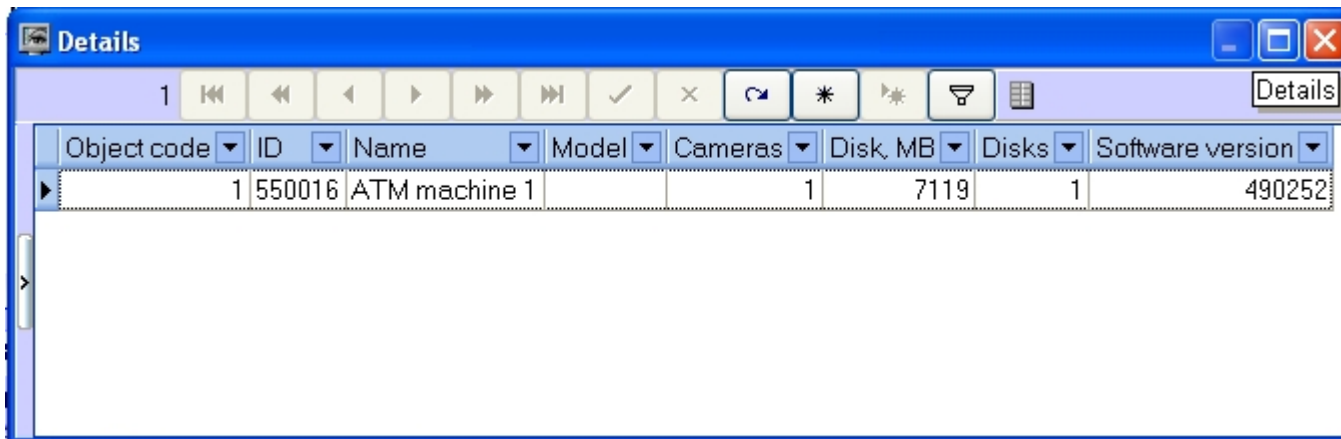 Details
1
Details
Object code ID Name Model Cameras Disk, MB Disks Software version
1 550016 ATM machine 1 1 7119 1 490252